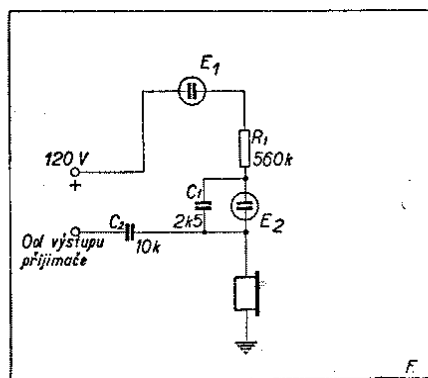 E1
R1
120 V
560k
+
C1
E2
C2
2k5
Od výstupu
10k
přijimače
F.